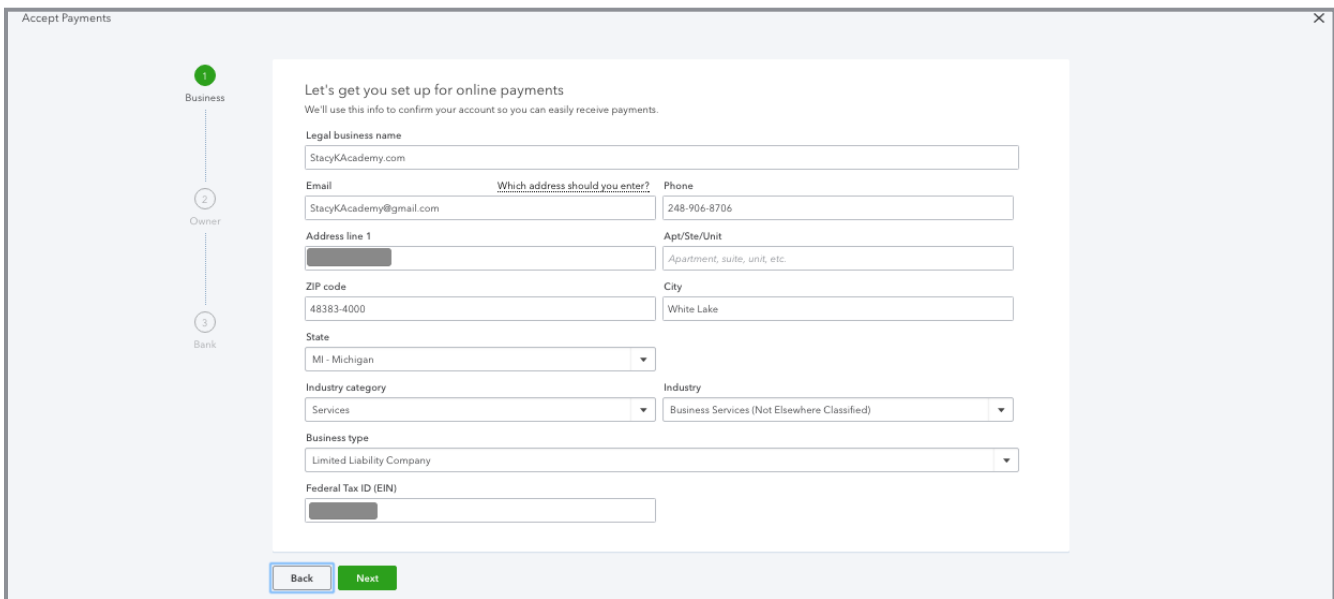 Accept Payments
1
Business
2
Owner
3
Bank
Let's get you set up for online payments
We'll use this info to confirm your account so you can easily receive payments.
Legal business name
StacyKAcademy.com
Email Which address should you enter? Phone
StacyKAcademy@gmail.com 248-906-8706
Address line 1 Apt/Ste/Unit
Apartment, suite, unit, etc.
ZIP code City
48383-4000 White Lake
State
MI - Michigan
Industry category Industry
Services Business Services (Not Elsewhere Classified)
Business type
Limited Liability Company
Federal Tax ID (EIN)
Back Next